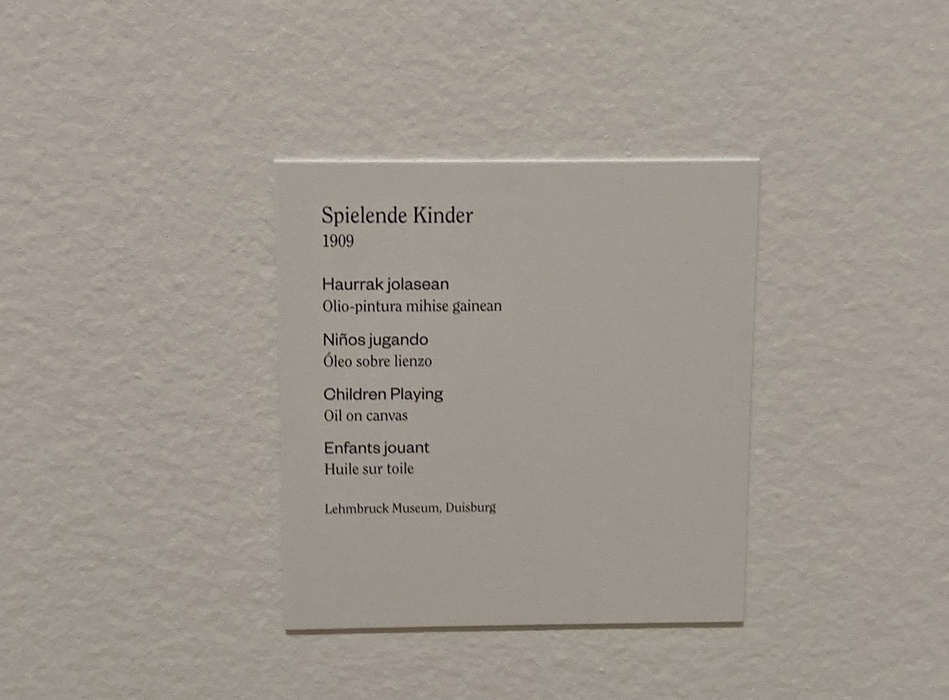 Spielende Kinder
1909
Haurrak jolasean
Olio-pintura mihise gainean
Niños jugando
Óleo sobre lienzo
Children Playing
Oil on canvas
Enfants jouant
Huile sur toile
Lehmbruck Museum, Duisburg